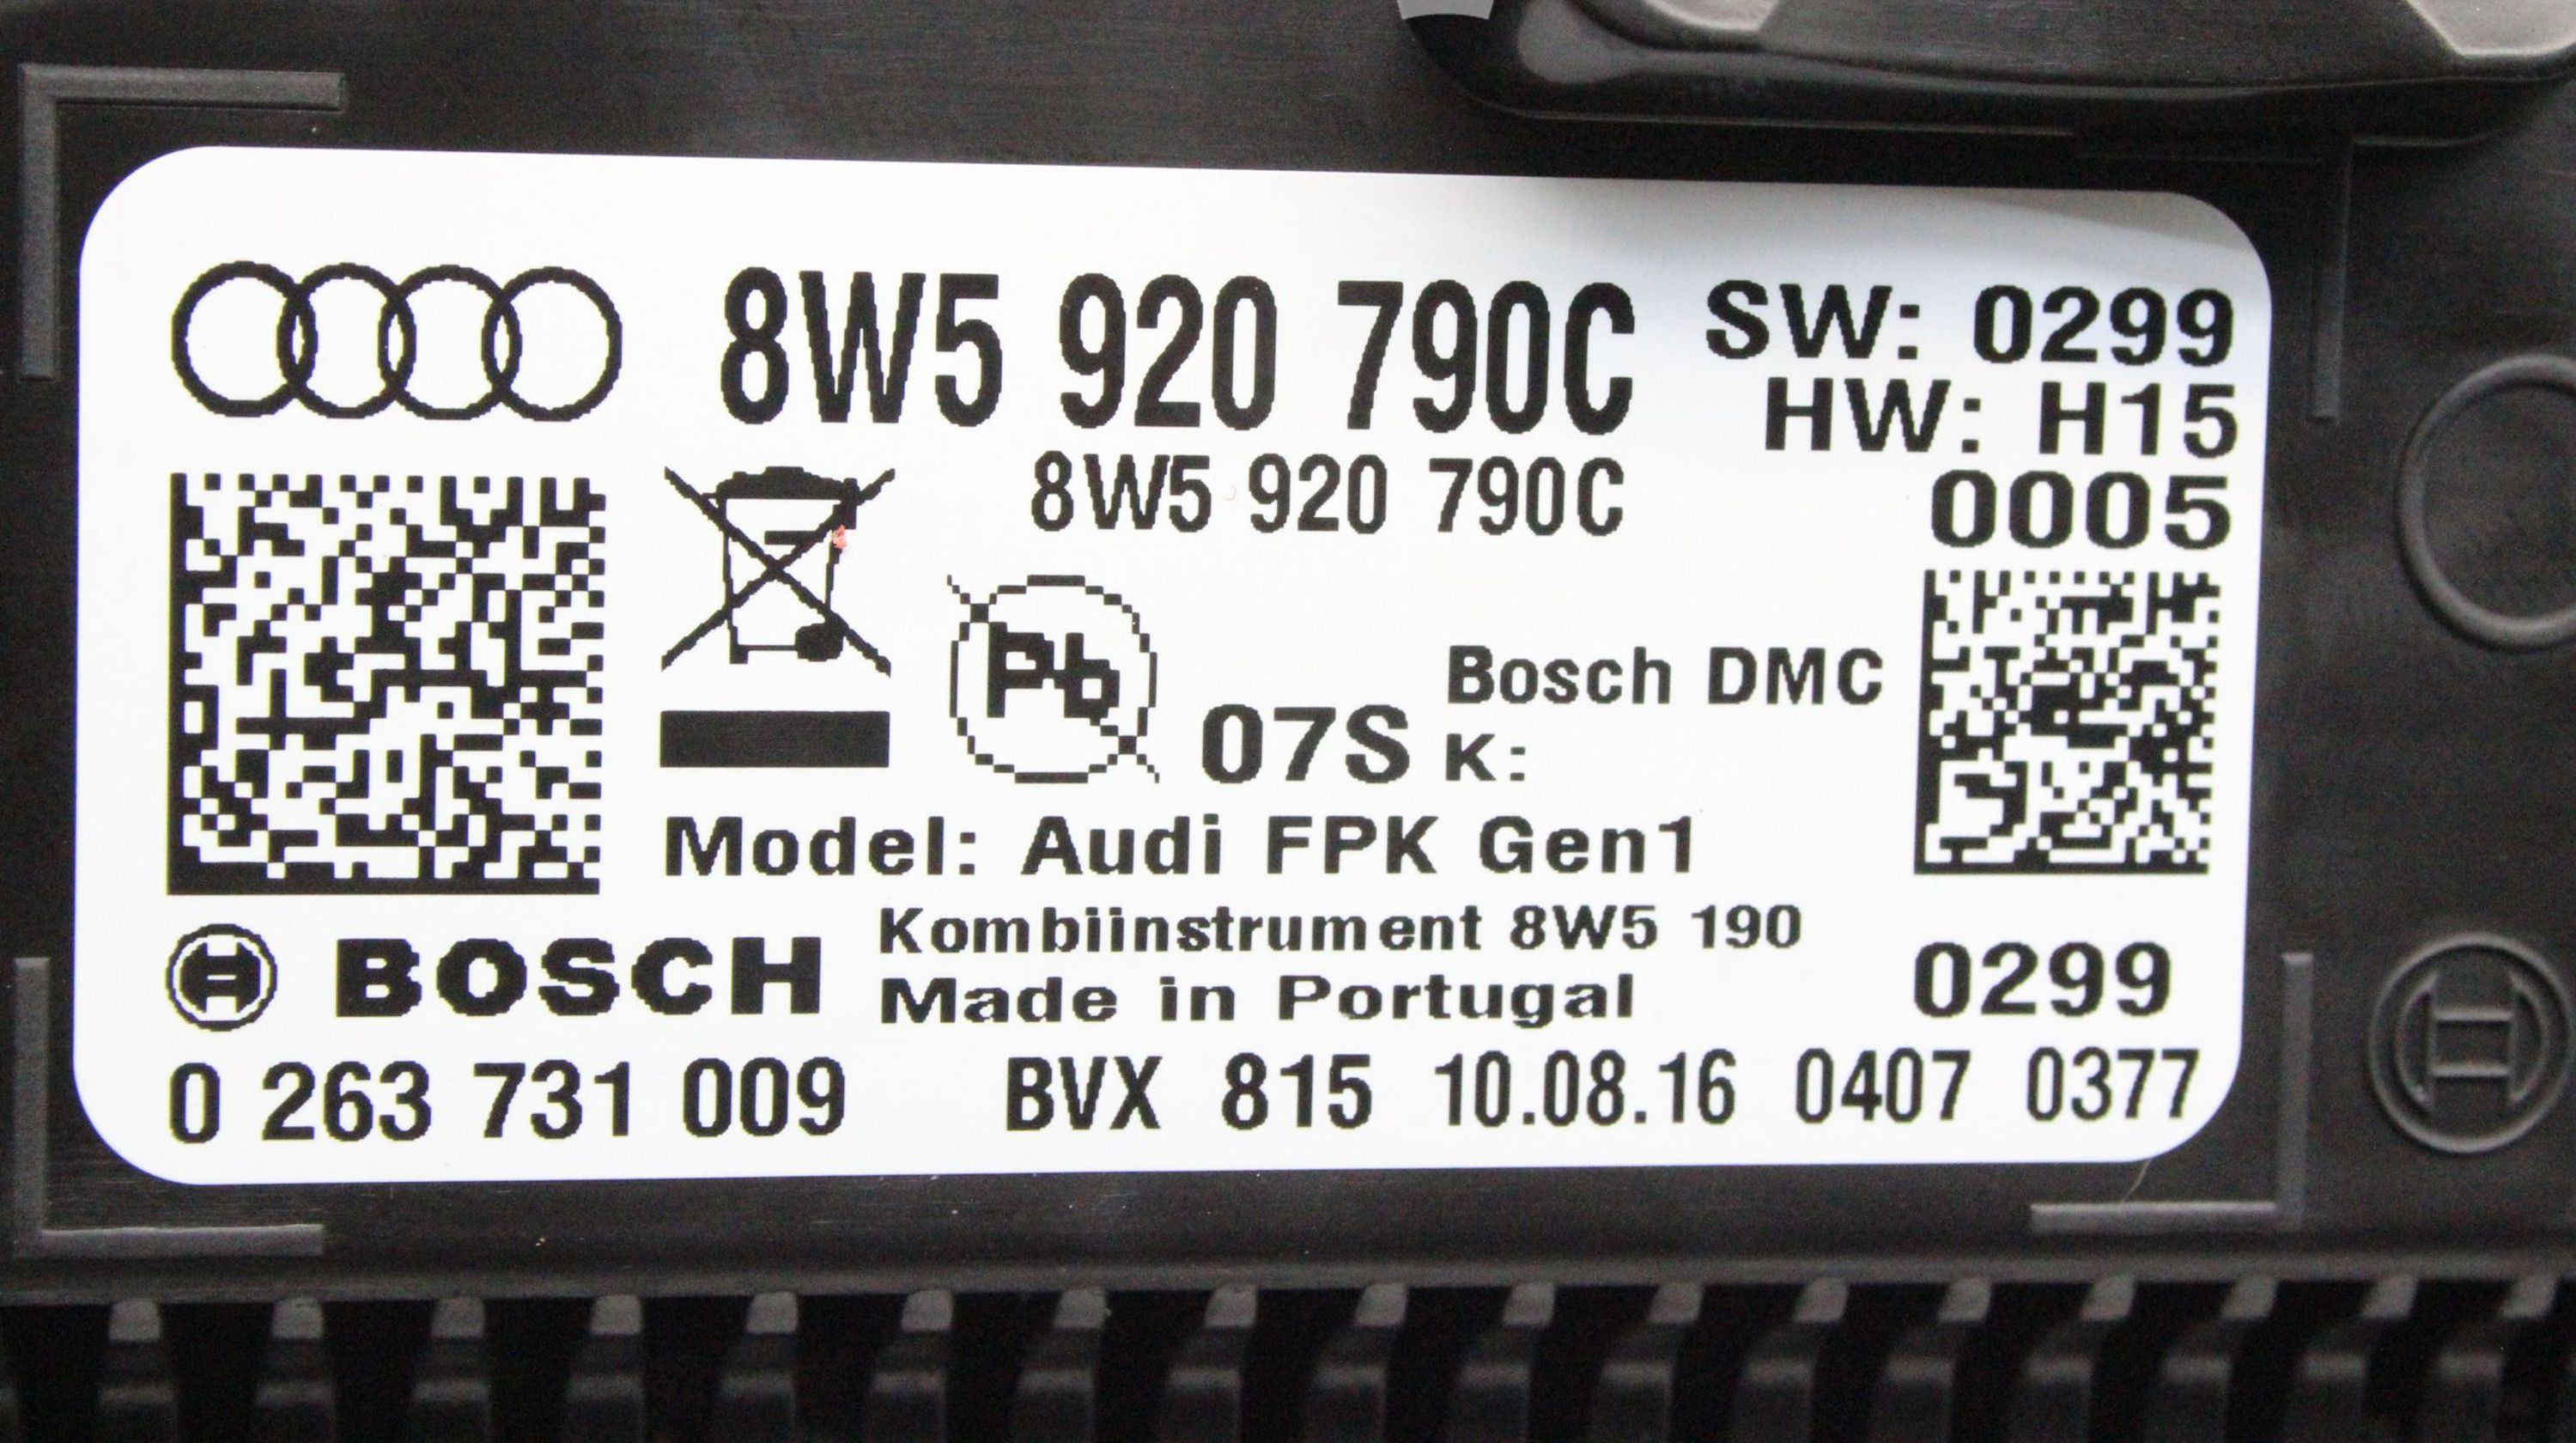 8W5 920 790C SW: 0299
HW: H15
8W5 920 790C 0005
Pb
Bosch DMC
07S K:
Model: Audi FPK Gen1
Kombiinstrument 8W5 190
BOSCH Made in Portugal 0299
0 263 731 009 BVX 815 10.08.16 0407 0377